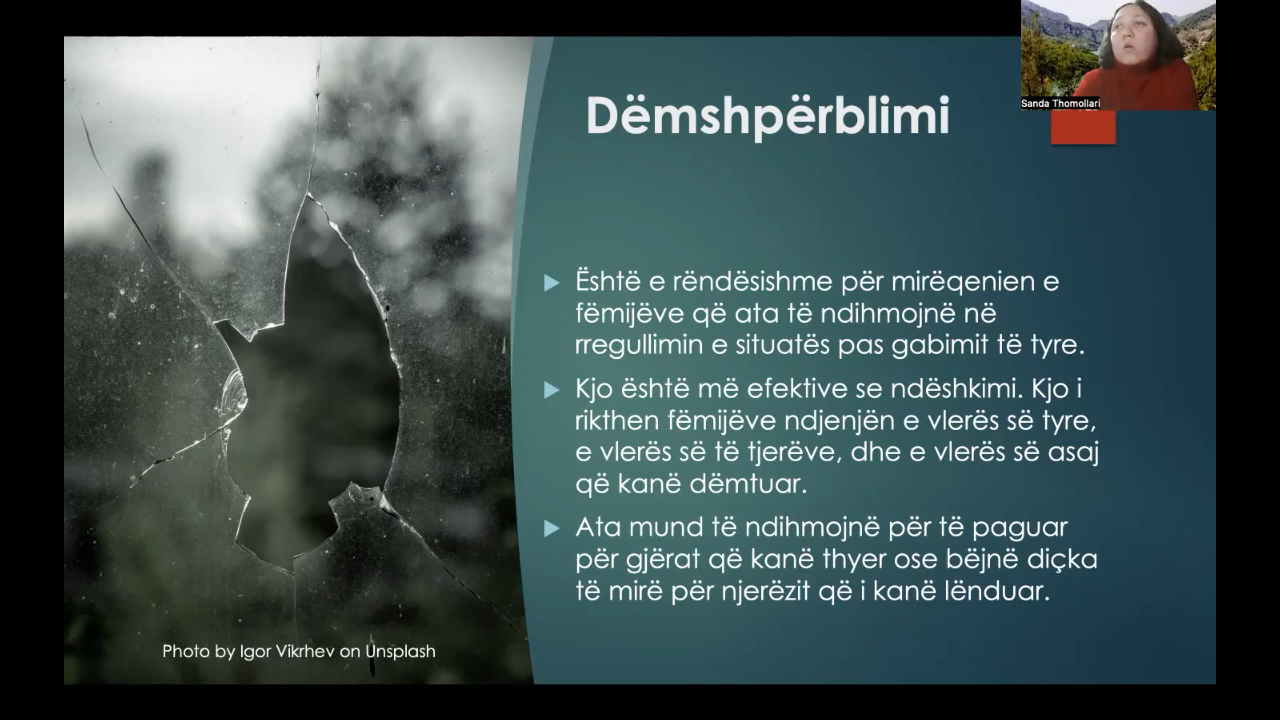 Sanda Thomollari
Dëmshpërblimi
Është e rëndësishme për mirëqenien e
fëmijëve që ata të ndihmojnë në
rregullimin e situatës pas gabimit të tyre.
Kjo është më efektive se ndëshkimi. Kjo i
rikthen fëmijëve ndjenjën e vlerës së tyre,
e vlerës së të tjerëve, dhe e vlerës së asaj
që kanë dëmtuar.
Ata mund të ndihmojnë për të paguar
për gjërat që kanë thyer ose bëjnë diçka
të mirë për njerëzit që i kanë lënduar.
Photo by Igor Vikrhev on Unsplash